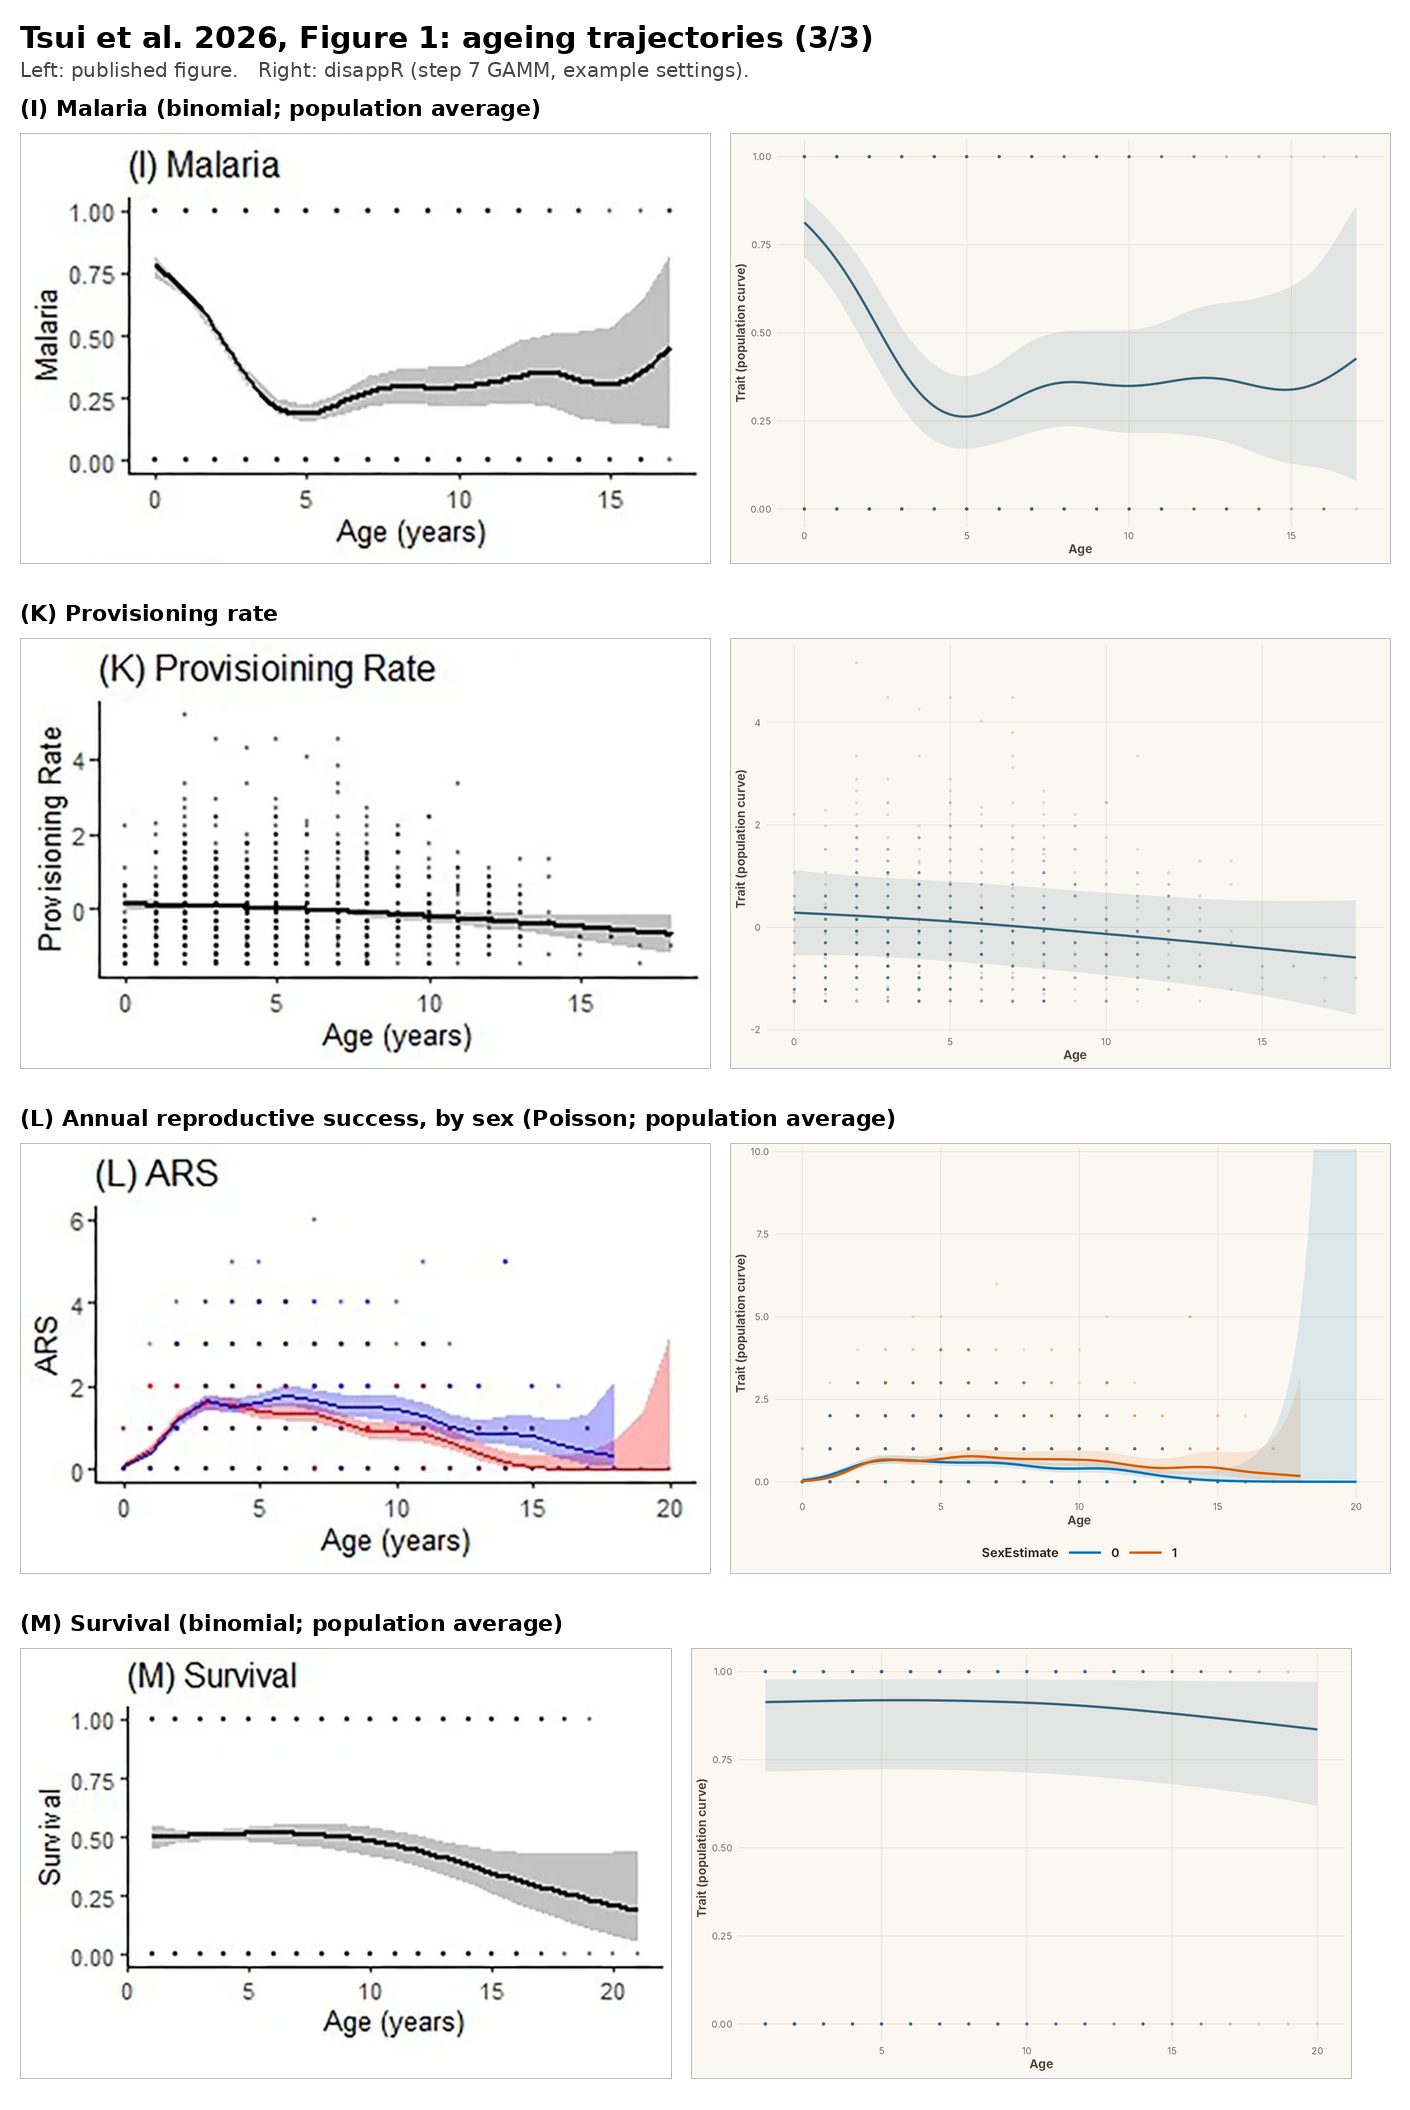 Tsui et al. 2026, Figure 1: ageing trajectories (3/3)
Left: published figure. Right: disappR (step 7 GAMM, example settings).
(I) Malaria (binomial; population average)
(I) Malaria
Malaria
1.00
0.75
0.50
0.25
0.00
0 5 10 15
Age (years)
Trait (population curve)
1.00
0.75
0.50
0.25
0.00
0 5 10 15
Age
(K) Provisioning rate
(K) Provisioining Rate
Provisioning Rate
4
2
0
0 5 10 15
Age (years)
Trait (population curve)
4
2
0
-2
0 5 10 15
Age
(L) Annual reproductive success, by sex (Poisson; population average)
(L) ARS
ARS
6
4
2
0
0 5 10 15 20
Age (years)
Trait (population curve)
10.0
7.5
5.0
2.5
0.0
0 5 10 15 20
Age
SexEstimate 0 1
(M) Survival (binomial; population average)
(M) Survival
Survival
1.00
0.75
0.50
0.25
0.00
0 5 10 15 20
Age (years)
Trait (population curve)
1.00
0.75
0.50
0.25
0.00
5 10 15 20
Age